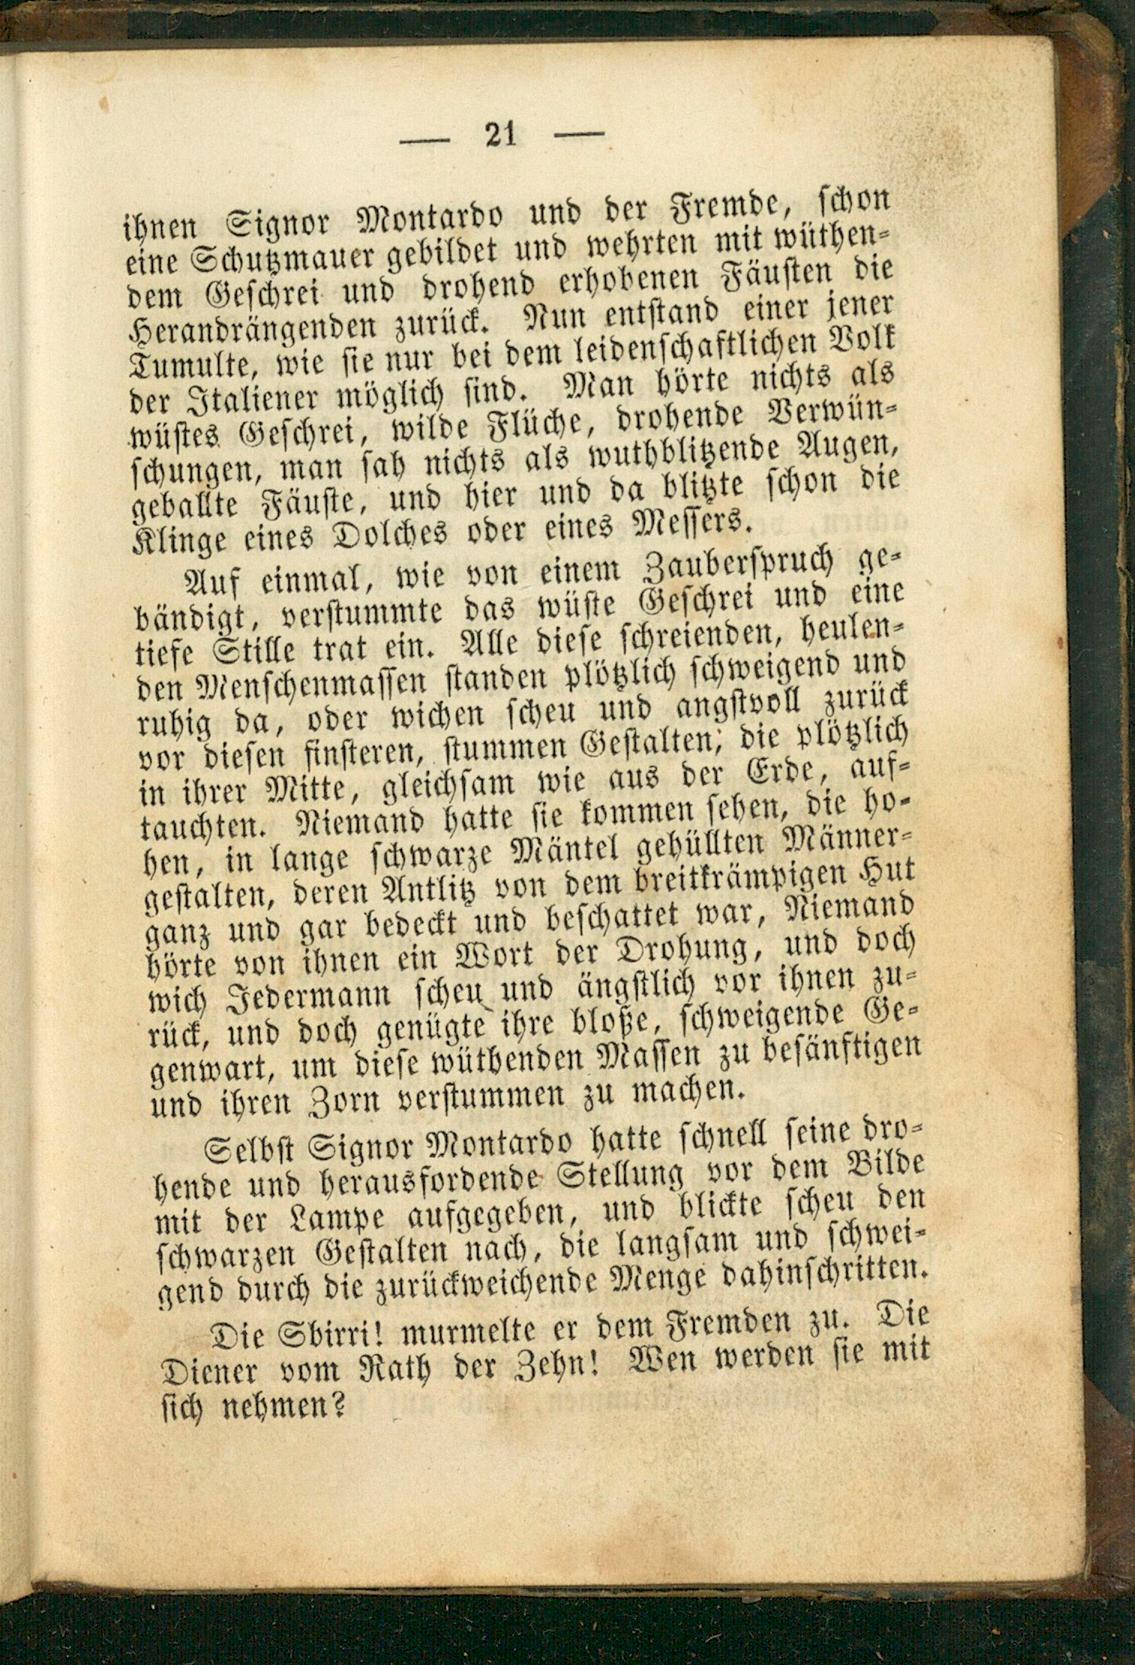 — 21 —
ihnen Signor Montardo und der Fremde, schon
eine Schutzmauer gebildet und wehrten mit wüthen-
dem Geschrei und drohend erhobenen Fäusten die
Herandrängenden zurück. Nun entstand einer jener
Tumulte, wie sie nur bei dem leidenschaftlichen Volk
der Italiener möglich sind. Man hörte nichts als
wüstes Geschrei, wilde Flüche, drohende Verwün-
schungen, man sah nichts als wuthblitzende Augen,
geballte Fäuste, und hier und da blitzte schon die
Klinge eines Dolches oder eines Messers.
Auf einmal, wie von einem Zauberspruch ge-
bändigt, verstummte das wüste Geschrei und eine
tiefe Stille trat ein. Alle diese schreienden, heulen-
den Menschenmassen standen plötzlich schweigend und
ruhig da, oder wichen scheu und angstvoll zurück
vor diesen finsteren, stummen Gestalten, die plötzlich
in ihrer Mitte, gleichsam wie aus der Erde, auf-
tauchten. Niemand hatte sie kommen sehen, die ho-
hen, in lange schwarze Mäntel gehüllten Männer-
gestalten, deren Antlitz von dem breitkrämpigen Hut
ganz und gar bedeckt und beschattet war, Niemand
hörte von ihnen ein Wort der Drohung, und doch
wich Jedermann scheu und ängstlich vor ihnen zu-
rück, und doch genügte ihre bloße, schweigende Ge-
genwart, um diese wüthenden Massen zu besänftigen
und ihren Zorn verstummen zu machen.
Selbst Signor Montardo hatte schnell seine dro-
hende und herausfordende Stellung vor dem Bilde
mit der Lampe aufgegeben, und blickte scheu den
schwarzen Gestalten nach, die langsam und schwei-
gend durch die zurückweichende Menge dahinschritten.
Die Sbirri! murmelte er dem Fremden zu. Die
Diener vom Rath der Zehn! Wen werden sie mit
sich nehmen?